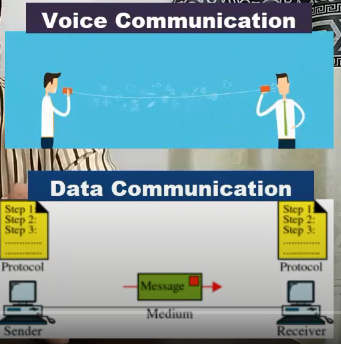 Voice Communication
Data Communication
Step 1:
Step 2:
Step 3:
Step 1:
Step 2:
Step 3:
Protocol
Protocol
Message
Medium
Sender
Receiver